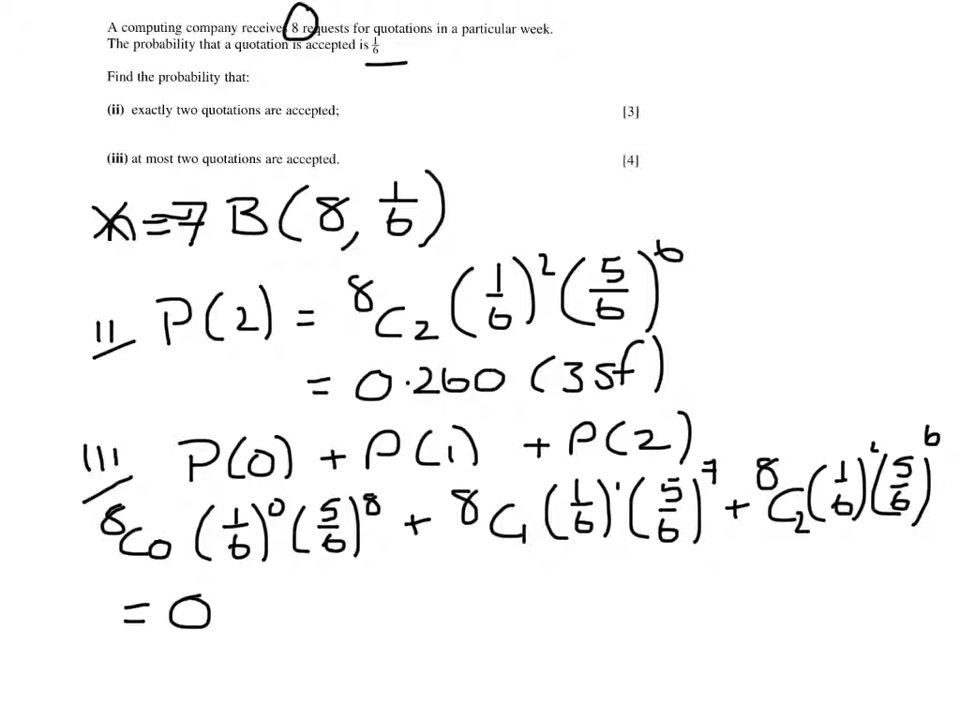 A computing company receives 8 requests for quotations in a particular week.
The probability that a quotation is accepted is 1/6
Find the probability that:
(ii) exactly two quotations are accepted; [3]
(iii) at most two quotations are accepted. [4]
B(8, 1/6)
11 P(2) = ⁸C₂ (1/6)² (5/6)⁶
= 0.260 (3sf)
111 P(0) + P(1) + P(2)
⁸C₀ (1/6)⁰ (5/6)⁸ + ⁸C₁ (1/6)¹ (5/6)⁷ + ⁸C₂ (1/6)² (5/6)⁶
= 0